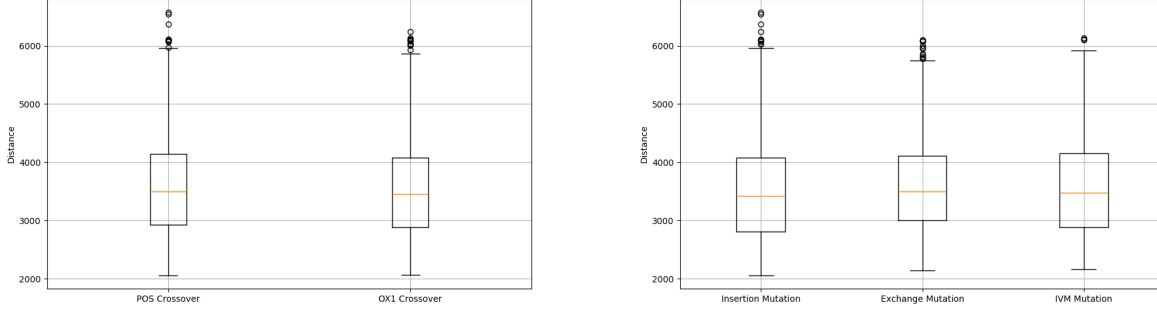 6000
5000
4000
3000
2000
Distance
POS Crossover
OX1 Crossover
6000
5000
4000
3000
2000
Distance
Insertion Mutation
Exchange Mutation
IVM Mutation